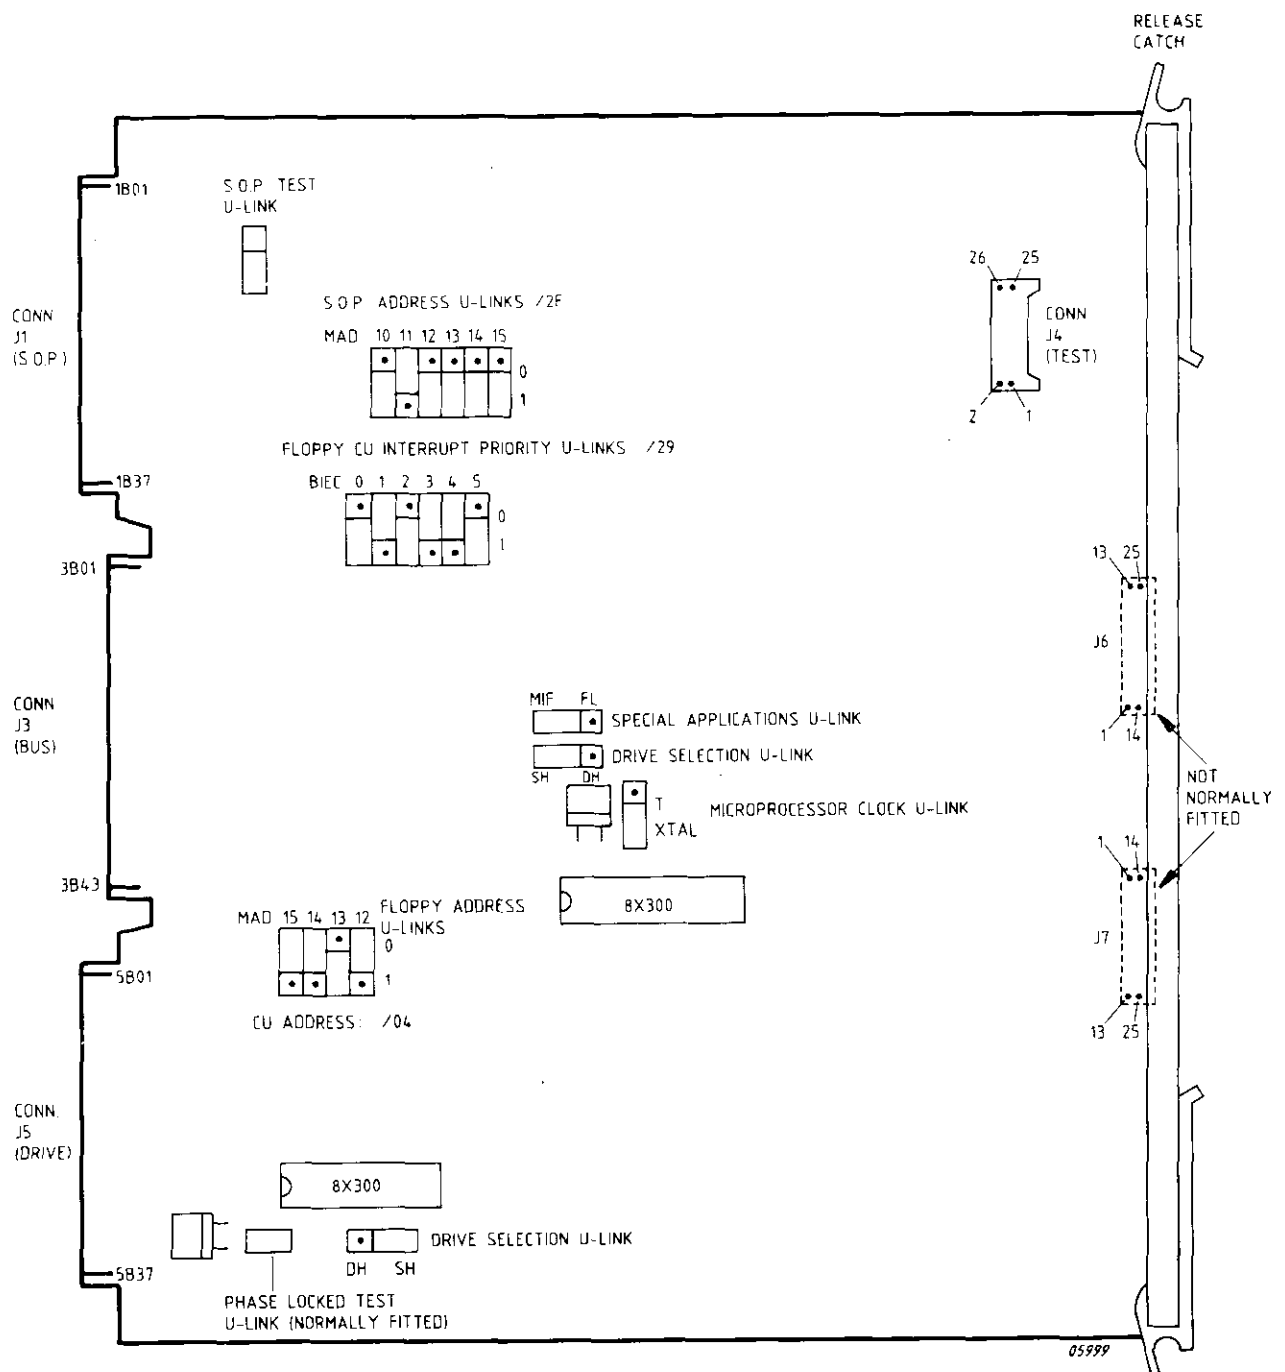 RELEASE
CATCH
1B01
S.O.P TEST
U-LINK
26 25
S.O.P ADDRESS U-LINKS /2F
CONN
J1
(S.O.P)
CONN
J4
(TEST)
MAD 10 11 12 13 14 15
0
1
2 1
FLOPPY CU INTERRUPT PRIORITY U-LINKS /29
1B37
BIEC 0 1 2 3 4 5
0
1
3B01
13 25
J6
1 14
CONN
J3
(BUS)
MIF FL
SPECIAL APPLICATIONS U-LINK
DRIVE SELECTION U-LINK
SH DH
T
XTAL
MICROPROCESSOR CLOCK U-LINK
NOT
NORMALLY
FITTED
1 14
3B43
8X300
MAD 15 14 13 12
FLOPPY ADDRESS
U-LINKS
0
1
J7
5B01
CU ADDRESS: /04
13 25
CONN.
J5
(DRIVE)
8X300
DRIVE SELECTION U-LINK
DH SH
5B37
PHASE LOCKED TEST
U-LINK (NORMALLY FITTED)
05999